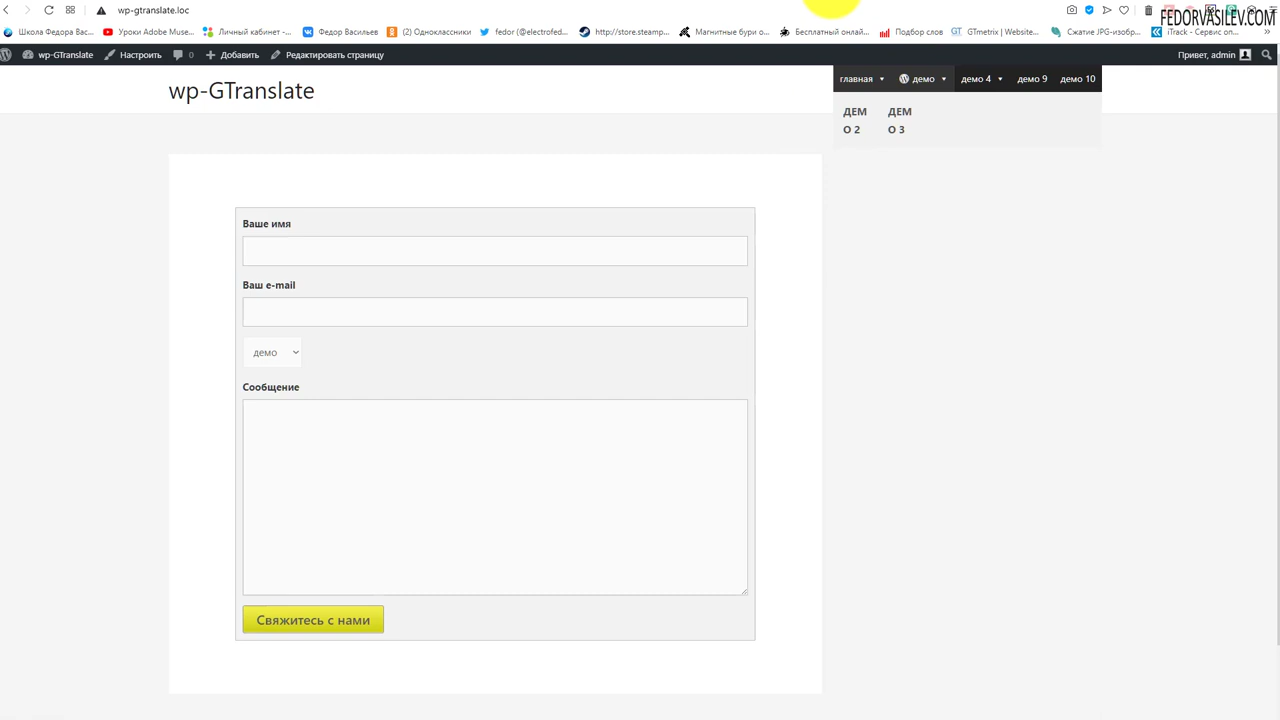 wp-gtranslate.loc
FEDORVASILEV.COM
Школа Федора Вас...
Уроки Adobe Muse...
Личный кабинет -...
Федор Васильев
(2) Одноклассники
fedor (@electrofed...
http://store.steamp...
Магнитные бури о...
Бесплатный онлай...
Подбор слов
GTmetrix | Website...
Сжатие JPG-изобр...
iTrack - Сервис оп...
»
wp-GTranslate
Настроить
0
Добавить
Редактировать страницу
Привет, admin
wp-GTranslate
главная
демо
демо 4
демо 9
демо 10
ДЕМ
О 2
ДЕМ
О 3
Ваше имя
Ваш e-mail
демо
Сообщение
Свяжитесь с нами